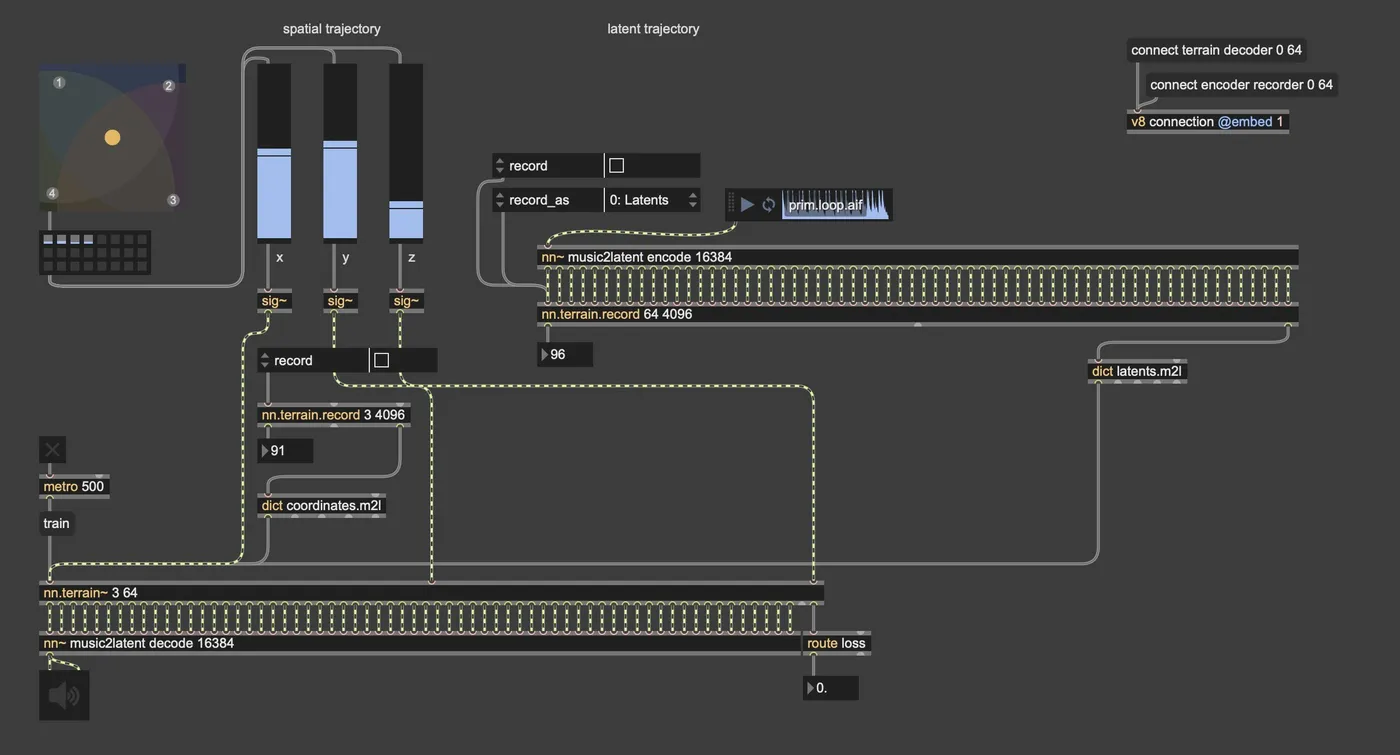 spatial trajectory
latent trajectory
connect terrain decoder 0 64
connect encoder recorder 0 64
v8 connection @embed 1
1
2
4
3
record
record_as
0: Latents
prim.loop.aif
x
y
z
nn~ music2latent encode 16384
sig~
sig~
sig~
nn.terrain.record 64 4096
96
record
dict latents.m2l
nn.terrain.record 3 4096
91
metro 500
dict coordinates.m2l
train
nn.terrain~ 3 64
nn~ music2latent decode 16384
route loss
0.